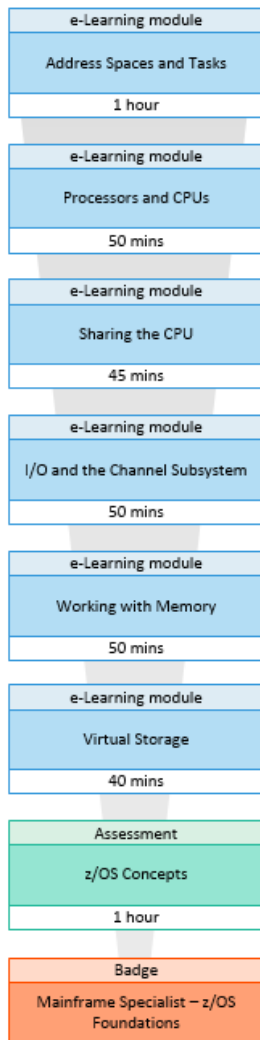 e-Learning module
Address Spaces and Tasks
1 hour
e-Learning module
Processors and CPUs
50 mins
e-Learning module
Sharing the CPU
45 mins
e-Learning module
I/O and the Channel Subsystem
50 mins
e-Learning module
Working with Memory
50 mins
e-Learning module
Virtual Storage
40 mins
Assessment
z/OS Concepts
1 hour
Badge
Mainframe Specialist – z/OS
Foundations